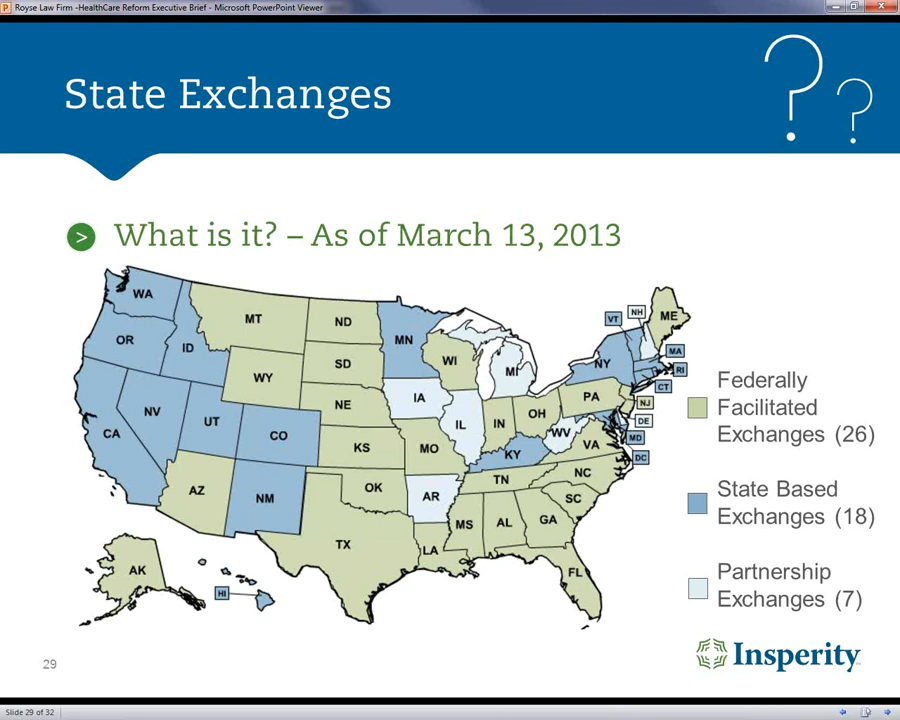 Royse Law Firm -HealthCare Reform Executive Brief - Microsoft PowerPoint Viewer
State Exchanges
? ?
> What is it? – As of March 13, 2013
WA
MT
ND
MN
VT
NH
ME
OR
ID
SD
WI
MI
NY
MA
RI
CT
WY
NE
IA
PA
NJ
NV
UT
CO
IL
IN
OH
DE
CA
KS
MO
KY
WV
VA
MD
DC
AZ
NM
OK
AR
TN
NC
SC
TX
LA
MS
AL
GA
FL
AK
HI
Federally
Facilitated
Exchanges (26)
State Based
Exchanges (18)
Partnership
Exchanges (7)
29
Insperity
Slide 29 of 32